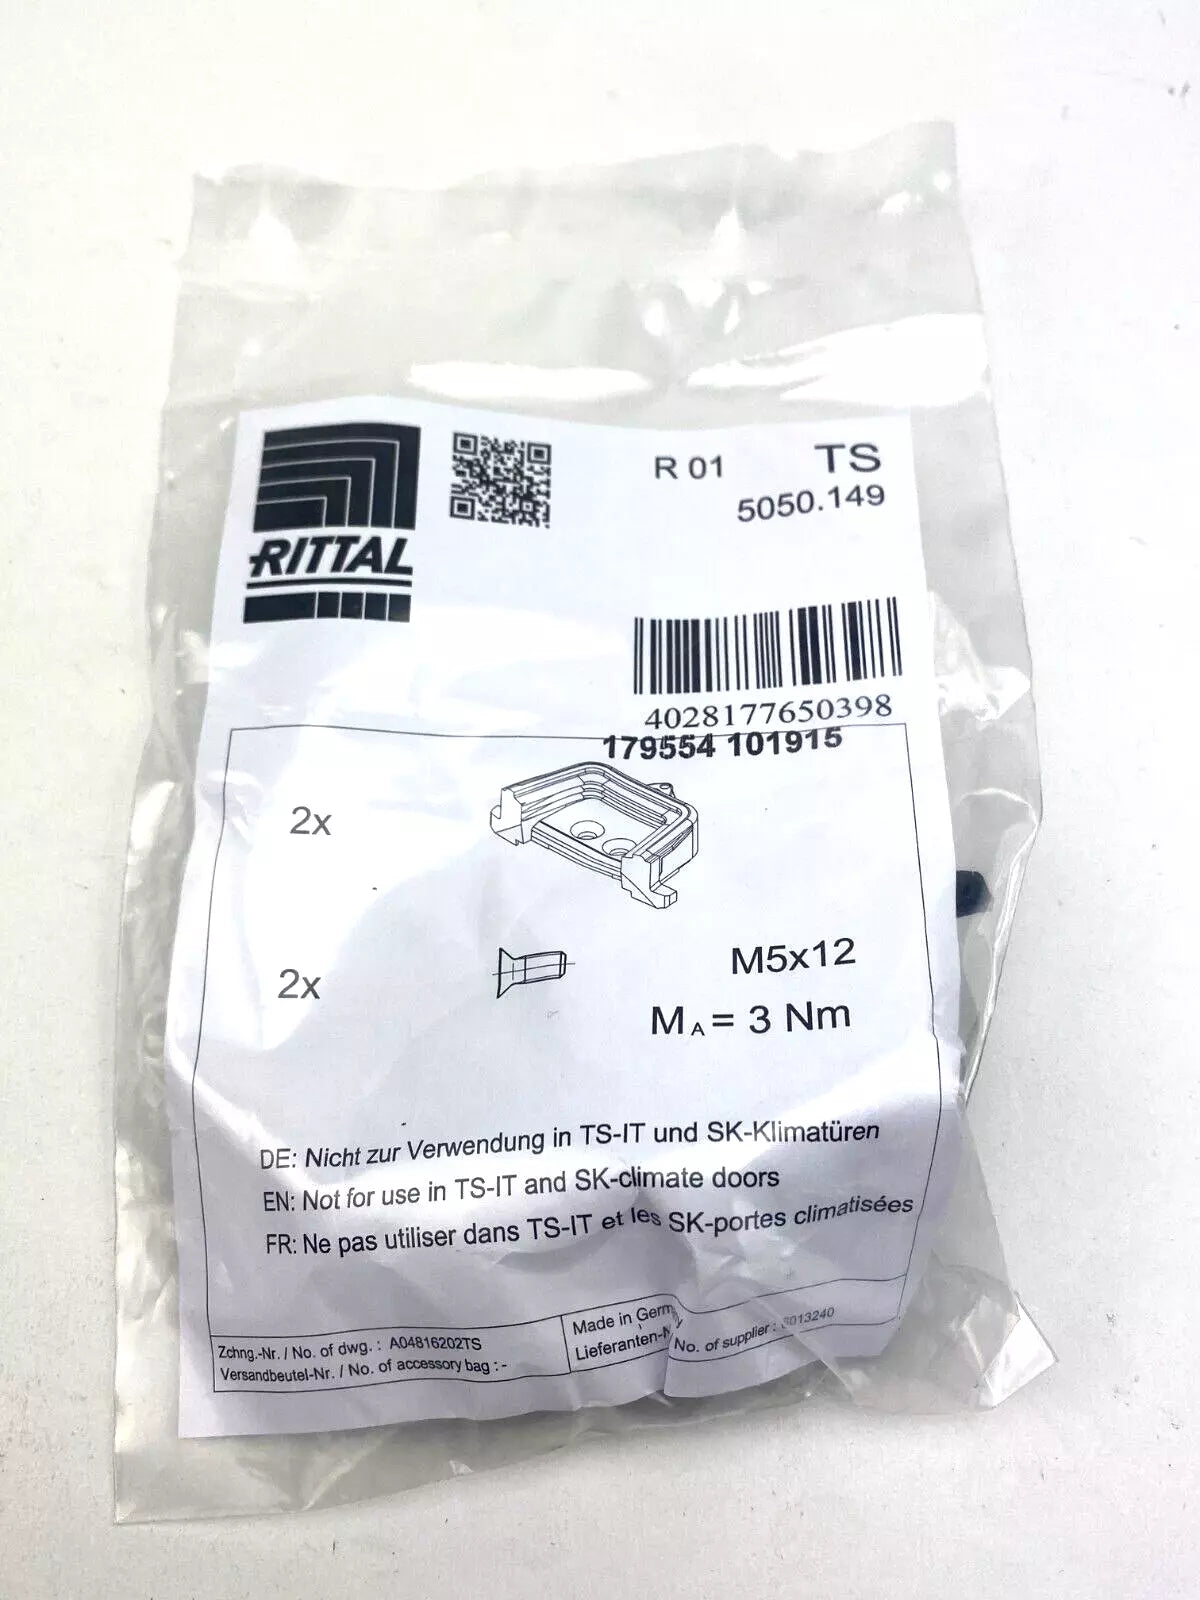 RITTAL
R 01
TS
5050.149
4028177650398
179554 101915
2x
2x
M5x12
MA = 3 Nm
DE: Nicht zur Verwendung in TS-IT und SK-Klimatüren
EN: Not for use in TS-IT and SK-climate doors
FR: Ne pas utiliser dans TS-IT et les SK-portes climatisées
Zchng.-Nr. / No. of dwg. : A04816202TS
Versandbeutel-Nr. / No. of accessory bag : -
Made in
No. of supplier :